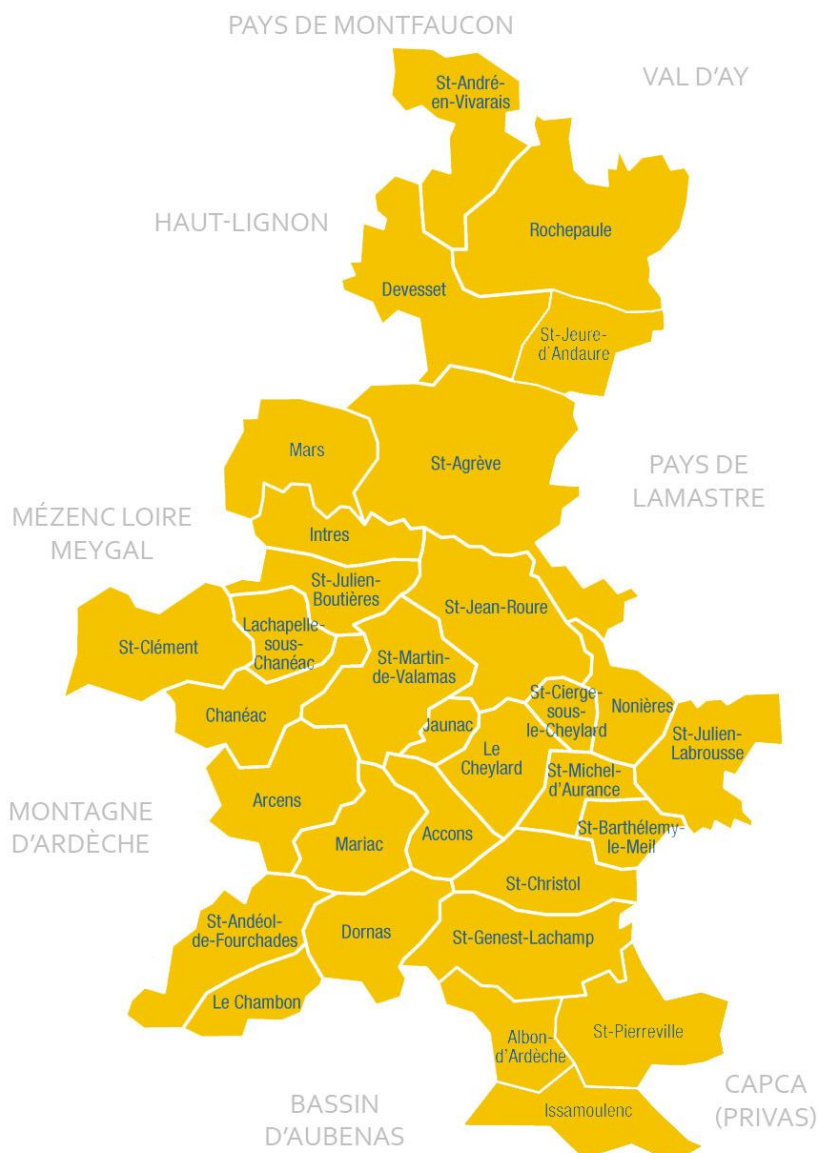 PAYS DE MONTFAUCON
VAL D'AY
St-André-
en-Vivarais
HAUT-LIGNON
Rochepaule
Devesset
St-Jeure-
d'Andaure
Mars
St-Agrève
PAYS DE
LAMASTRE
MÉZENC LOIRE
MEYGAL
Intres
St-Julien-
Boutières
St-Jean-Roure
St-Clément
Lachapelle-
sous-
Chanéac
St-Martin-
de-Valamas
Chanéac
St-Cierge-
sous-
le-Cheylard
Nonières
Jaunac
Le
Cheylard
St-Julien-
Labrousse
St-Michel-
d'Aurance
MONTAGNE
D'ARDÈCHE
Arcens
Mariac
Accons
St-Barthélemy-
le-Meil
St-Christol
St-Andéol-
de-Fourchades
Dornas
St-Genest-Lachamp
Le Chambon
Albon-
d'Ardèche
St-Pierreville
BASSIN
D'AUBENAS
Issamoulenc
CAPCA
(PRIVAS)